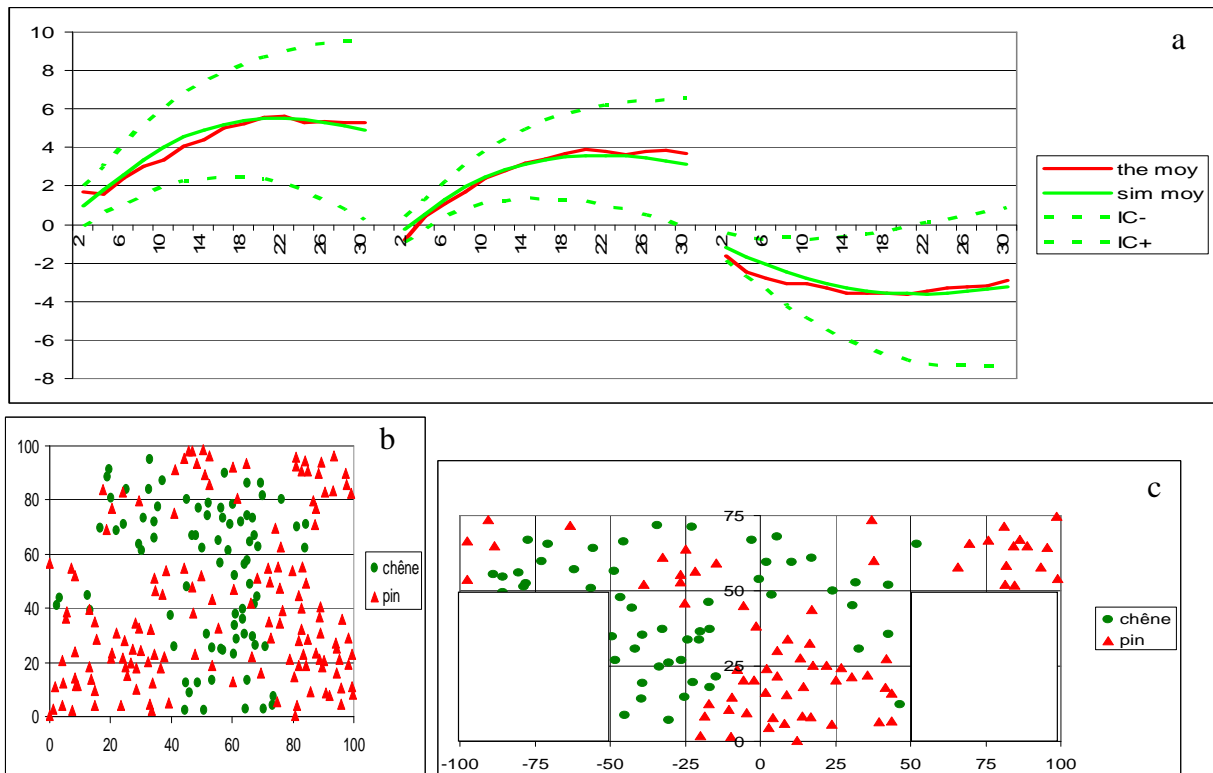 a
10
8
6
4
2
0
-2
-4
-6
-8
2 6 10 14 18 22 26 30 2 6 10 14 18 22 26 30 2 6 10 14 18 22 26 30
the moy
sim moy
IC-
IC+
b
100
80
60
40
20
0
0 20 40 60 80 100
chêne
pin
c
75
50
25
0
-100 -75 -50 -25 0 25 50 75 100
chêne
pin